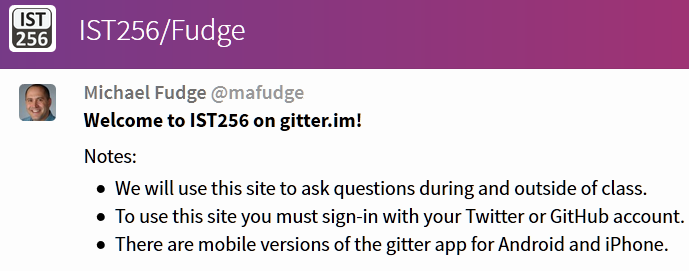 IST
256
IST256/Fudge
Michael Fudge @mafudge
Welcome to IST256 on gitter.im!
Notes:
• We will use this site to ask questions during and outside of class.
• To use this site you must sign-in with your Twitter or GitHub account.
• There are mobile versions of the gitter app for Android and iPhone.